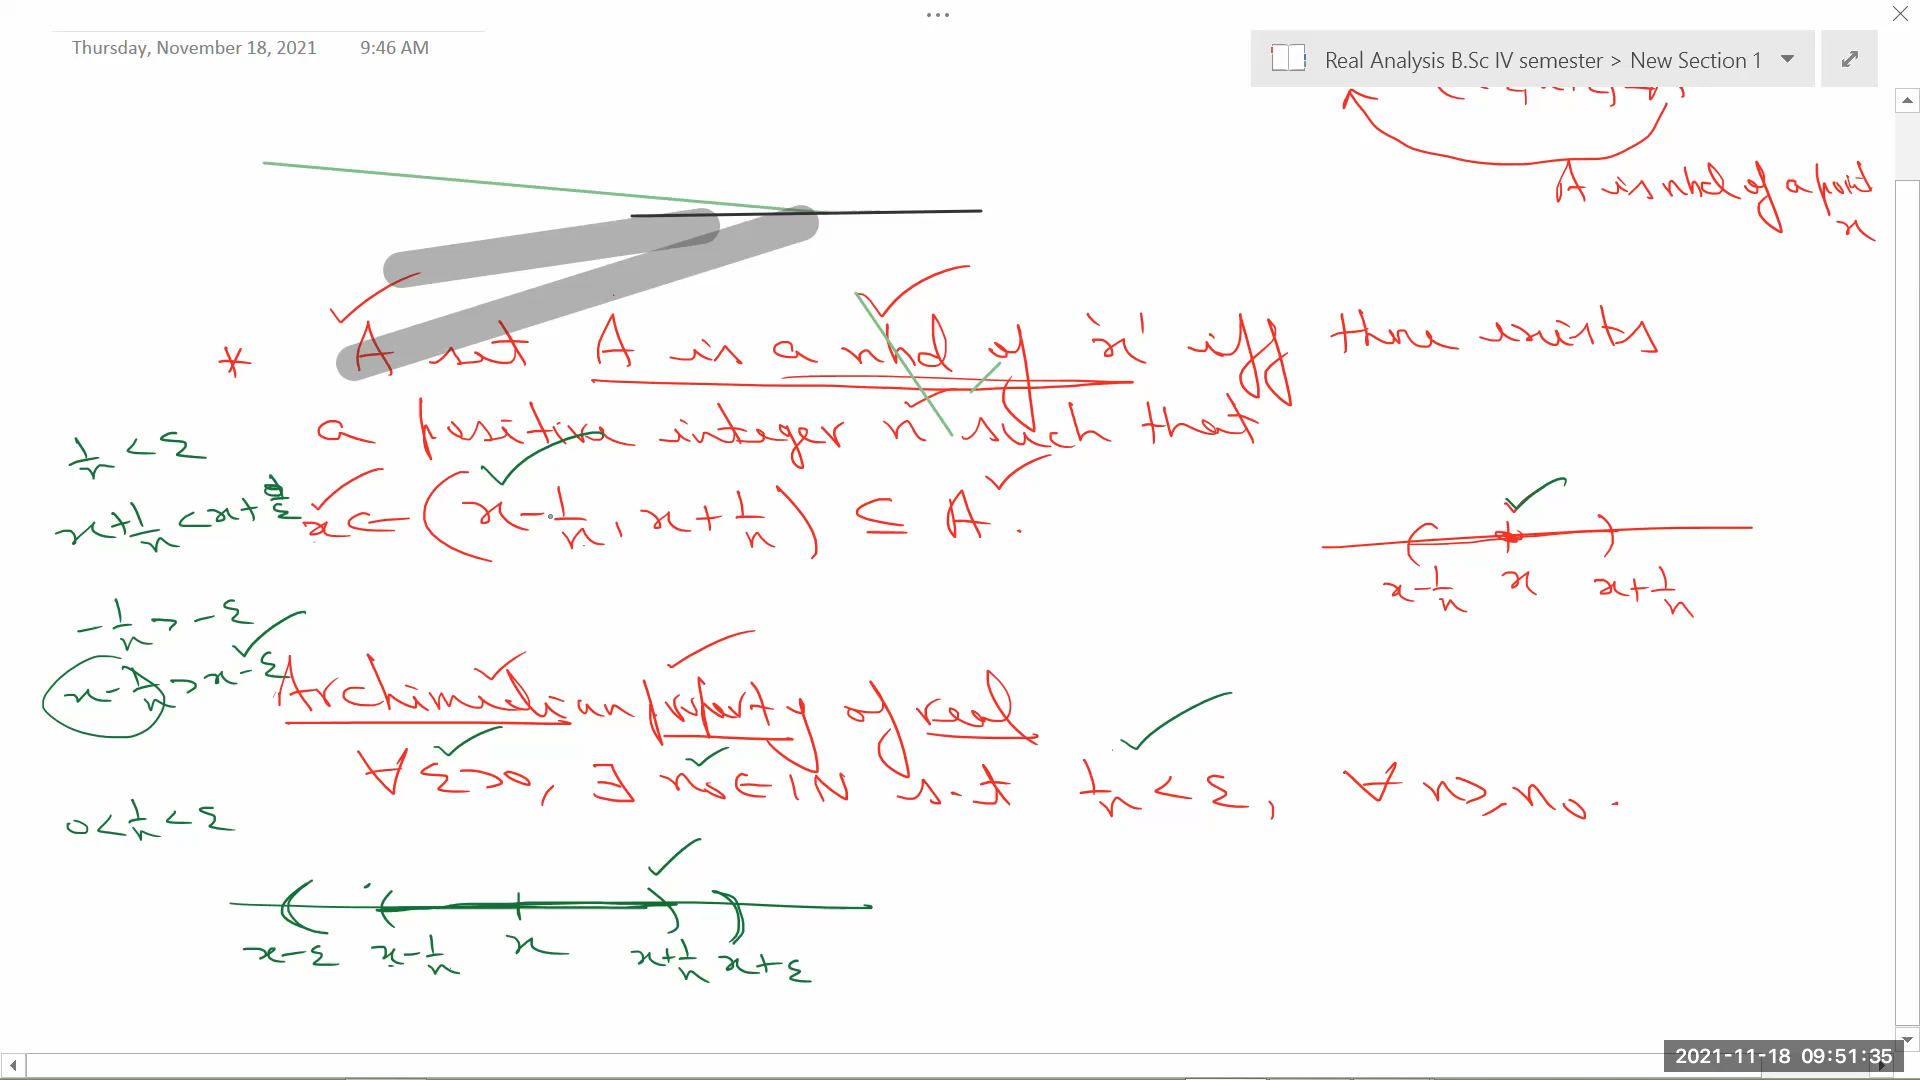 Thursday, November 18, 2021 9:46 AM
Real Analysis B.Sc IV semester > New Section 1
A is nbd of a point
x
* A set A is a nbd of 'x' iff there exists
a positive integer n such that
x ∈ (x - 1/n, x + 1/n) ⊆ A.
1/n < ε
x + 1/n < x + ε
- 1/n > - ε
x - 1/n > x - ε
x - 1/n x x + 1/n
Archimidian property of real
∀ ε > 0, ∃ n₀ ∈ IN s.t 1/n < ε, ∀ n ≥ n₀.
0 < 1/n < ε
x - ε x - 1/n x x + 1/n x + ε
2021-11-18 09:51:35